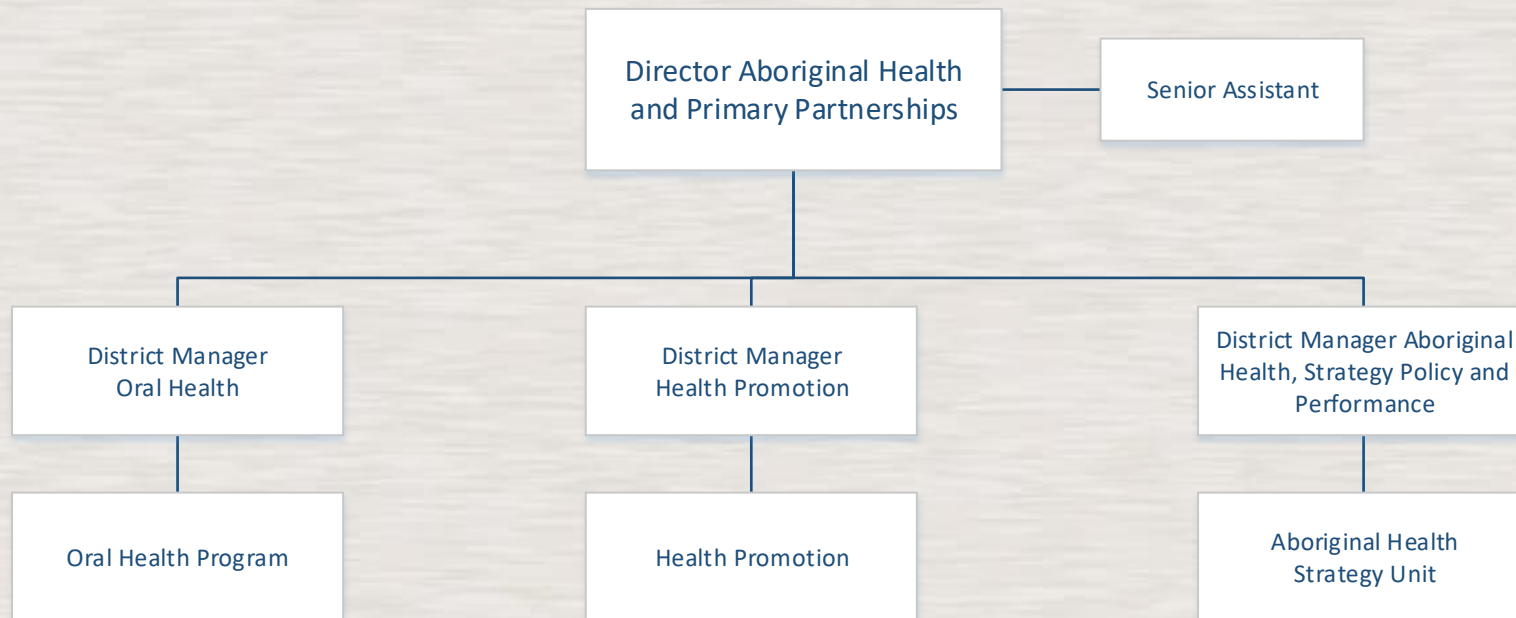 Director Aboriginal Health
and Primary Partnerships
Senior Assistant
District Manager
Oral Health
District Manager
Health Promotion
District Manager Aboriginal
Health, Strategy Policy and
Performance
Oral Health Program
Health Promotion
Aboriginal Health
Strategy Unit